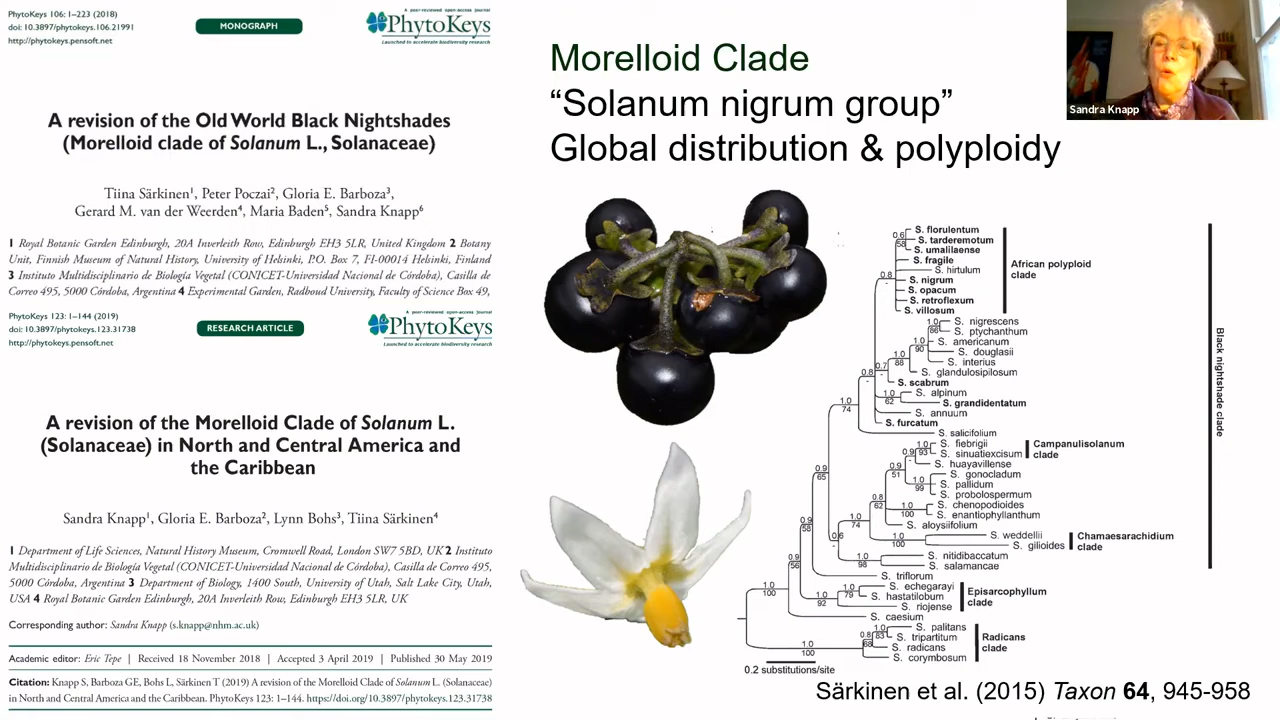 PhytoKeys 106: 1–223 (2018)
doi: 10.3897/phytokeys.106.21991
http://phytokeys.pensoft.net
MONOGRAPH
A peer-reviewed open-access journal
PhytoKeys
Launched to accelerate biodiversity research
A revision of the Old World Black Nightshades
(Morelloid clade of Solanum L., Solanaceae)
Tiina Särkinen¹, Peter Poczai², Gloria E. Barboza³,
Gerard M. van der Weerden⁴, Maria Baden⁵, Sandra Knapp⁶
1 Royal Botanic Garden Edinburgh, 20A Inverleith Row, Edinburgh EH3 5LR, United Kingdom 2 Botany
Unit, Finnish Museum of Natural History, University of Helsinki, P.O. Box 7, FI-00014 Helsinki, Finland
3 Instituto Multidisciplinario de Biología Vegetal (CONICET-Universidad Nacional de Córdoba), Casilla de
Correo 495, 5000 Córdoba, Argentina 4 Experimental Garden, Radboud University, Faculty of Science Box 49,
PhytoKeys 123: 1–144 (2019)
doi: 10.3897/phytokeys.123.31738
http://phytokeys.pensoft.net
RESEARCH ARTICLE
A peer-reviewed open-access journal
PhytoKeys
Launched to accelerate biodiversity research
A revision of the Morelloid Clade of Solanum L.
(Solanaceae) in North and Central America and
the Caribbean
Sandra Knapp¹, Gloria E. Barboza², Lynn Bohs³, Tiina Särkinen⁴
1 Department of Life Sciences, Natural History Museum, Cromwell Road, London SW7 5BD, UK 2 Instituto
Multidisciplinario de Biología Vegetal (CONICET-Universidad Nacional de Córdoba), Casilla de Correo 495,
5000 Córdoba, Argentina 3 Department of Biology, 1400 South, University of Utah, Salt Lake City, Utah,
USA 4 Royal Botanic Garden Edinburgh, 20A Inverleith Row, Edinburgh EH3 5LR, UK
Corresponding author: Sandra Knapp (s.knapp@nhm.ac.uk)
Academic editor: Eric Tepe | Received 18 November 2018 | Accepted 3 April 2019 | Published 30 May 2019
Citation: Knapp S, Barboza GE, Bohs L, Särkinen T (2019) A revision of the Morelloid Clade of Solanum L. (Solanaceae)
in North and Central America and the Caribbean. PhytoKeys 123: 1–144. https://doi.org/10.3897/phytokeys.123.31738
Morelloid Clade
“Solanum nigrum group”
Global distribution & polyploidy
Sandra Knapp
S. florulentum
S. tarderemotum
S. umalilaense
S. fragile
S. hirtulum
S. nigrum
S. opacum
S. retroflexum
S. villosum
African polyploid
clade
S. nigrescens
S. ptychanthum
S. americanum
S. douglasii
S. interius
S. glandulosipilosum
S. scabrum
S. alpinum
S. grandidentatum
S. annuum
S. furcatum
S. salicifolium
S. fiebrigii
S. sinuatiexcisum
Campanulisolanum
clade
S. huayavillense
S. gonocladum
S. pallidum
S. probolospermum
S. chenopodioides
S. enantiophyllanthum
S. aloysiifolium
S. weddellii
S. gilioides
Chamaesarachidium
clade
S. nitidibaccatum
S. salamancae
Black nightshade clade
S. triflorum
S. echegarayi
S. hastatilobum
S. riojense
Episarcophyllum
clade
S. caesium
S. palitans
S. tripartitum
S. radicans
S. corymbosum
Radicans
clade
0.2 substitutions/site
Särkinen et al. (2015) Taxon 64, 945-958